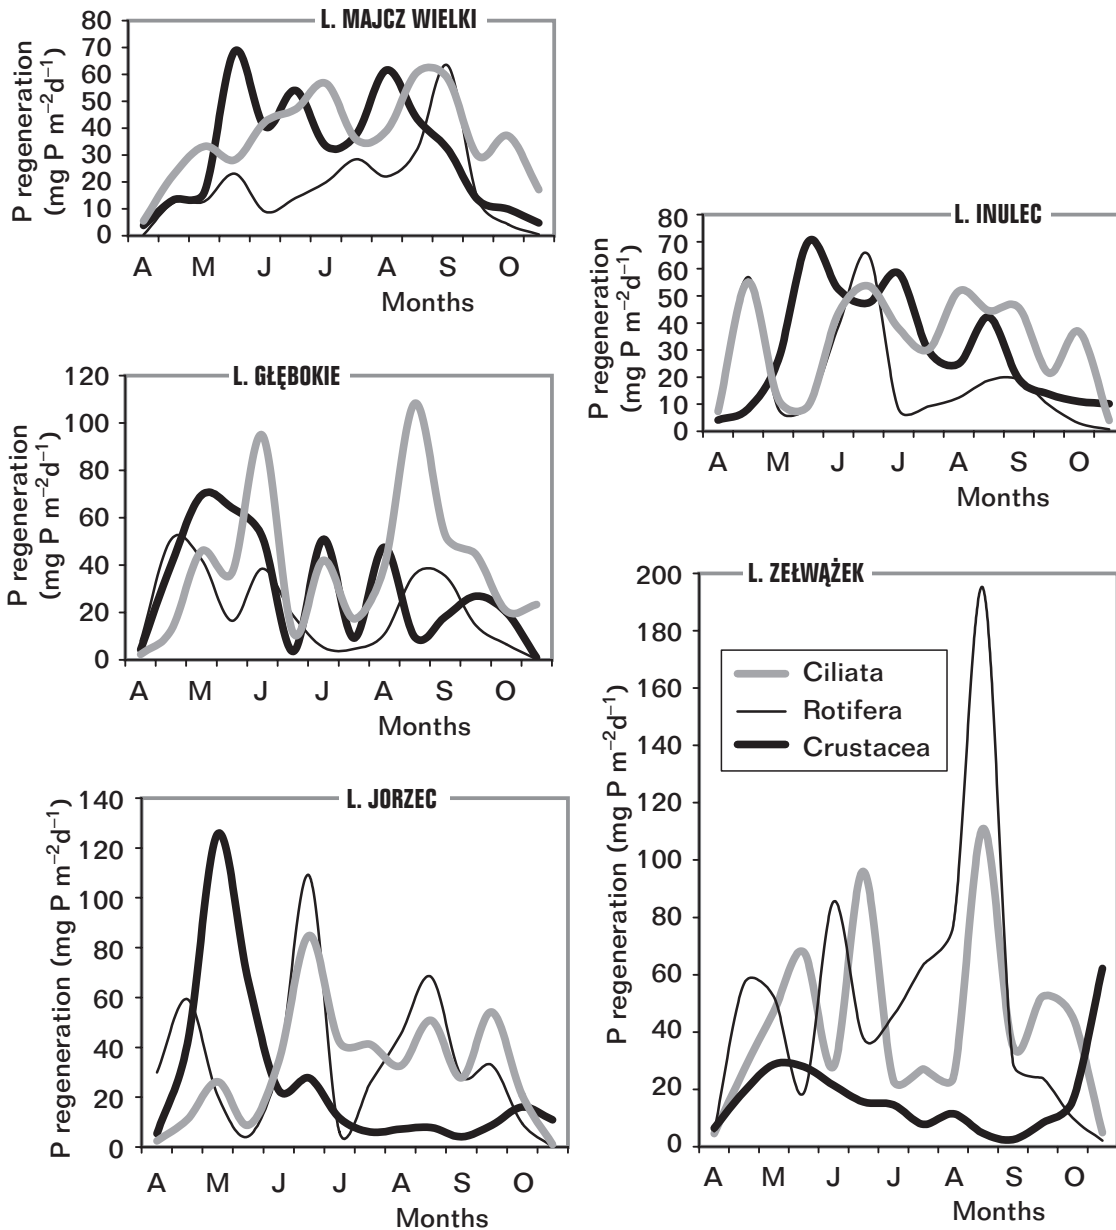 L. MAJCZ WIELKI
P regeneration
(mg P m⁻²d⁻¹)
80
70
60
50
40
30
20
10
0
A M J J A S O
Months
L. INULEC
P regeneration
(mg P m⁻²d⁻¹)
80
70
60
50
40
30
20
10
0
A M J J A S O
Months
L. GŁĘBOKIE
P regeneration
(mg P m⁻²d⁻¹)
120
100
80
60
40
20
0
A M J J A S O
Months
L. ZEŁWĄŻEK
P regeneration (mg P m⁻²d⁻¹)
200
180
160
140
120
100
80
60
40
20
0
Ciliata
Rotifera
Crustacea
A M J J A S O
Months
L. JORZEC
P regeneration (mg P m⁻²d⁻¹)
140
120
100
80
60
40
20
0
A M J J A S O
Months